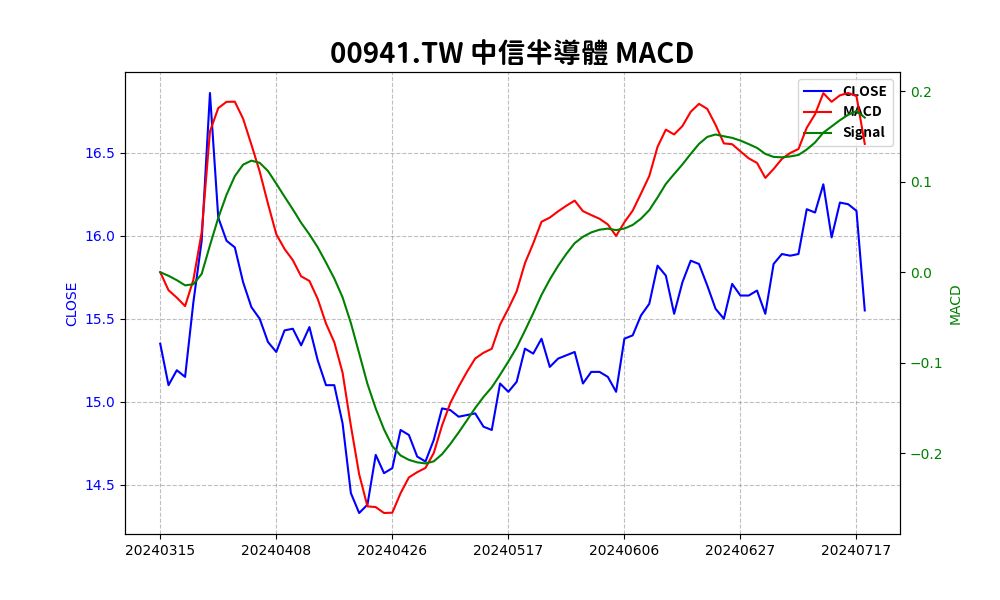 00941.TW 中信半導體 MACD
CLOSE
MACD
Signal
16.5
16.0
15.5
15.0
14.5
CLOSE
0.2
0.1
0.0
−0.1
−0.2
MACD
20240315 20240408 20240426 20240517 20240606 20240627 20240717